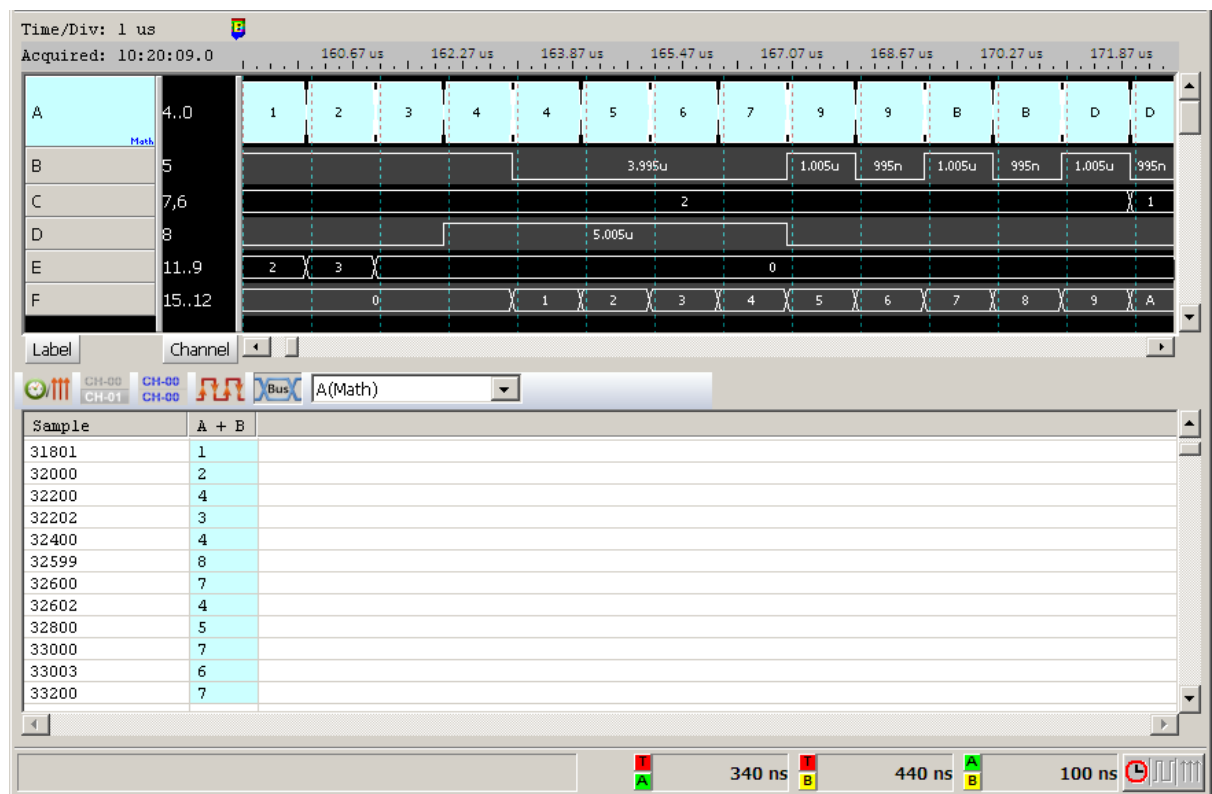 Time/Div: 1 us B
Acquired: 10:20:09.0 160.67 us 162.27 us 163.87 us 165.47 us 167.07 us 168.67 us 170.27 us 171.87 us
A Math 4..0 1 2 3 4 4 5 6 7 9 9 B B D D
B 5 3.995u 1.005u 995n 1.005u 995n 1.005u 995n
C 7,6 2 1
D 8 5.005u
E 11..9 2 3 0
F 15..12 0 1 2 3 4 5 6 7 8 9 A
Label Channel
CH-00 CH-01 CH-00 CH-00 Bus A(Math)
Sample A + B
31801 1
32000 2
32200 4
32202 3
32400 4
32599 8
32600 7
32602 4
32800 5
33000 7
33003 6
33200 7
T A 340 ns T B 440 ns A B 100 ns